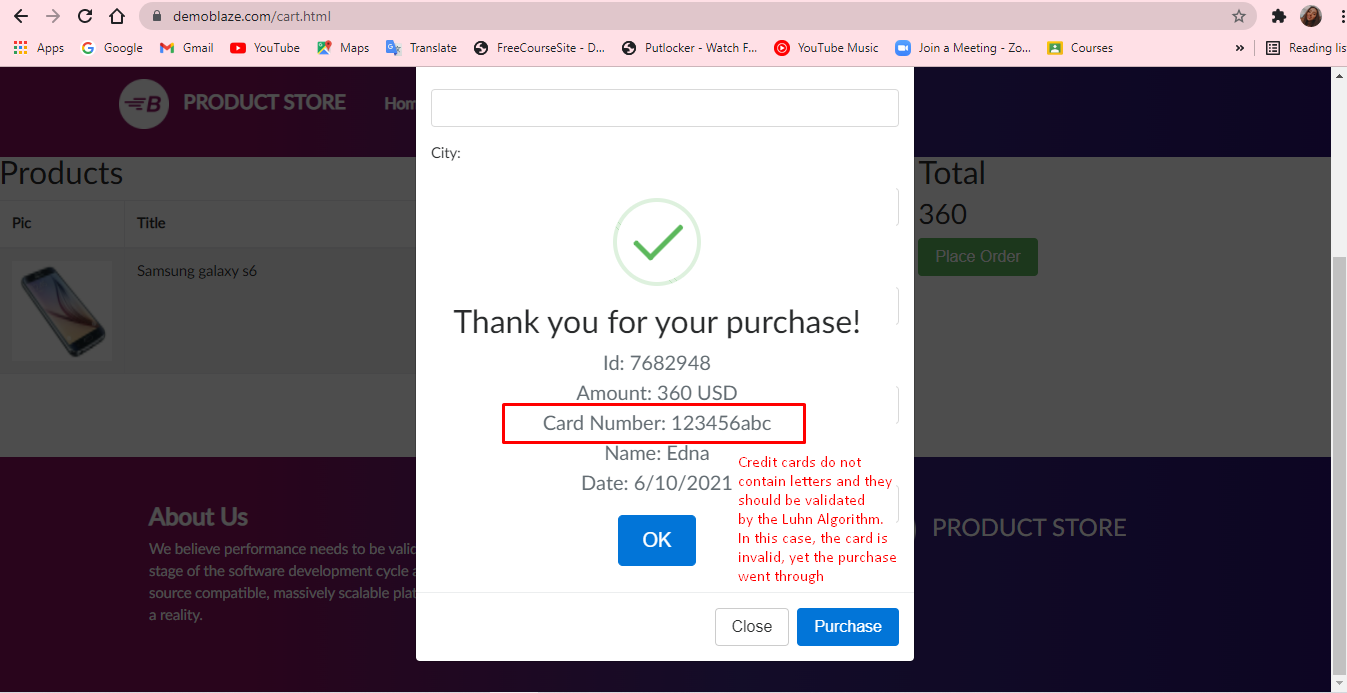 demoblaze.com/cart.html
Apps Google Gmail YouTube Maps Translate FreeCourseSite - D... Putlocker - Watch F... YouTube Music Join a Meeting - Zo... Courses » Reading lis
B PRODUCT STORE Hom
City:
Products
Pic Title
Samsung galaxy s6
Total
360
Place Order
Thank you for your purchase!
Id: 7682948
Amount: 360 USD
Card Number: 123456abc
Name: Edna
Date: 6/10/2021
OK
Credit cards do not
contain letters and they
should be validated
by the Luhn Algorithm.
In this case, the card is
invalid, yet the purchase
went through
Close Purchase
About Us
We believe performance needs to be valid
stage of the software development cycle a
source compatible, massively scalable plat
a reality.
PRODUCT STORE